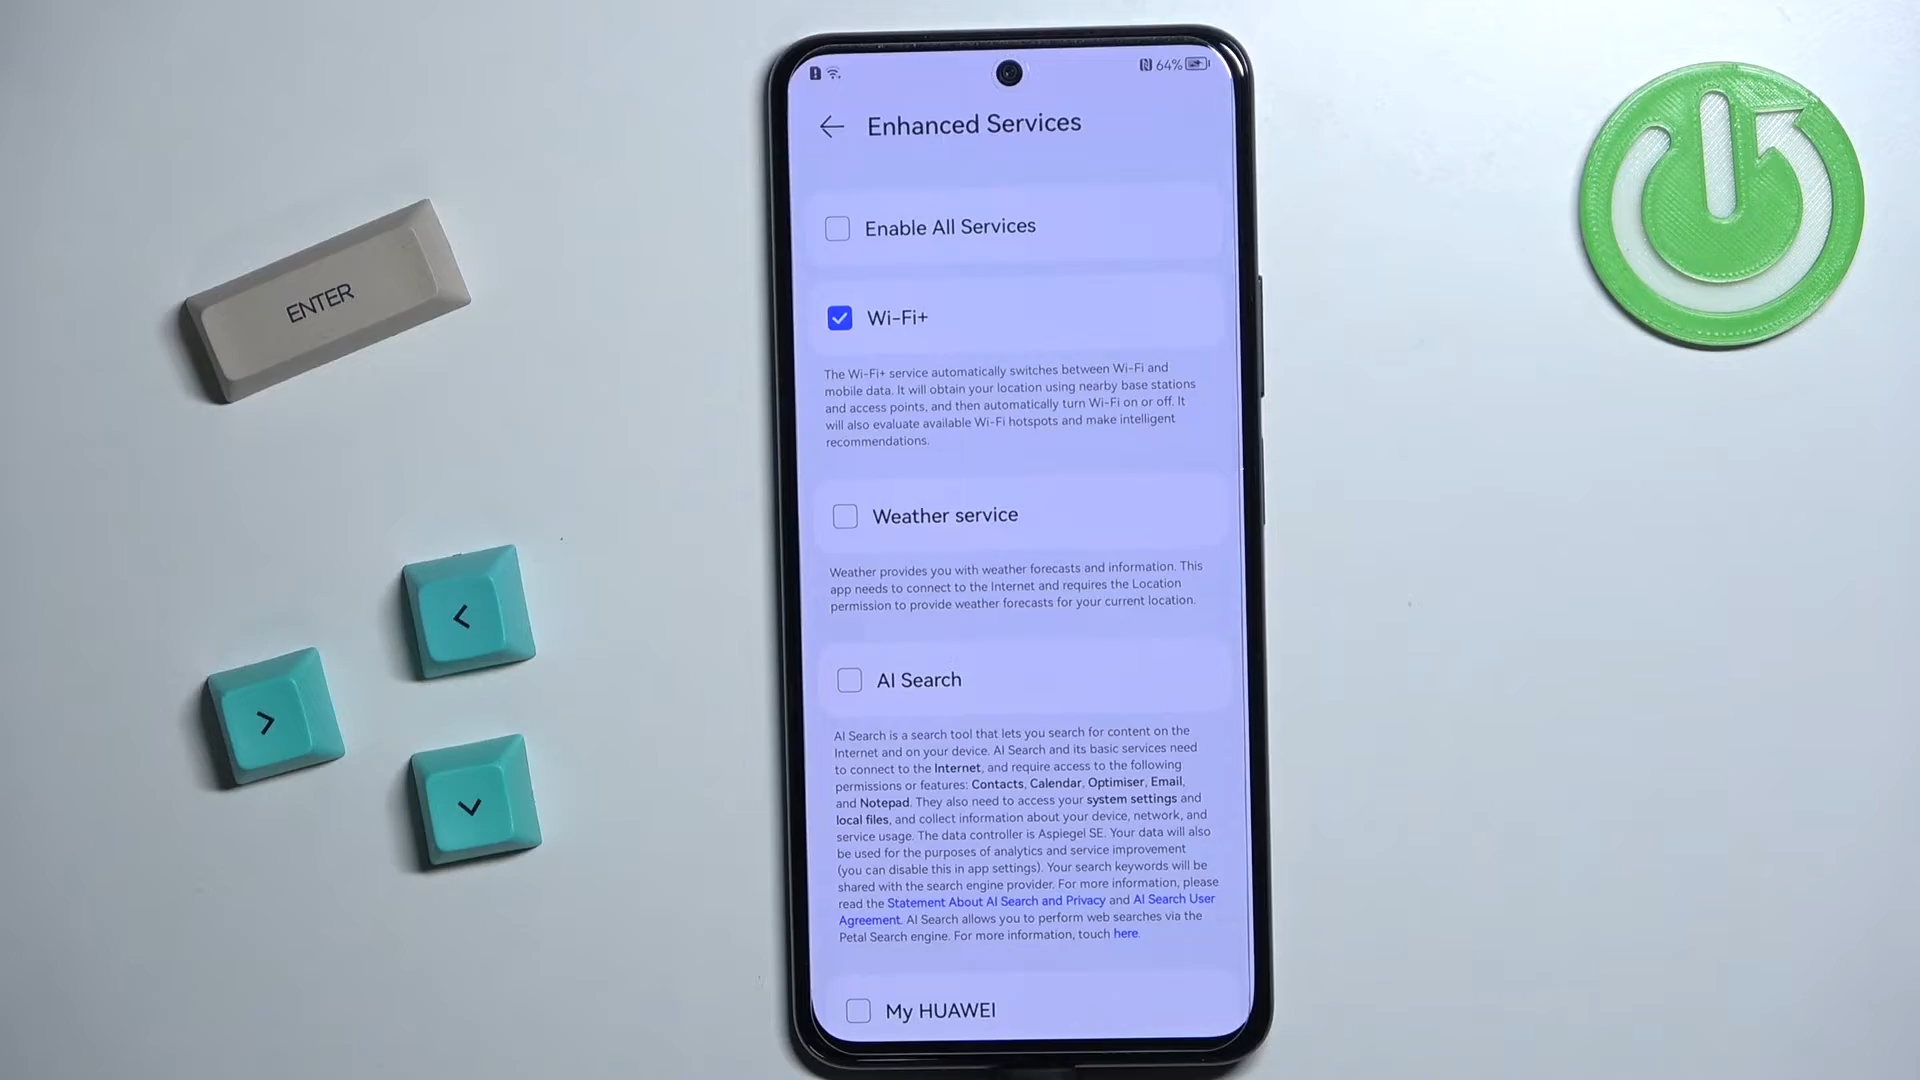 64%
Enhanced Services
Enable All Services
Wi-Fi+
The Wi-Fi+ service automatically switches between Wi-Fi and
mobile data. It will obtain your location using nearby base stations
and access points, and then automatically turn Wi-Fi on or off. It
will also evaluate available Wi-Fi hotspots and make intelligent
recommendations.
Weather service
Weather provides you with weather forecasts and information. This
app needs to connect to the Internet and requires the Location
permission to provide weather forecasts for your current location.
AI Search
AI Search is a search tool that lets you search for content on the
Internet and on your device. AI Search and its basic services need
to connect to the Internet, and require access to the following
permissions or features: Contacts, Calendar, Optimiser, Email,
and Notepad. They also need to access your system settings and
local files, and collect information about your device, network, and
service usage. The data controller is Aspiegel SE. Your data will also
be used for the purposes of analytics and service improvement
(you can disable this in app settings). Your search keywords will be
shared with the search engine provider. For more information, please
read the Statement About AI Search and Privacy and AI Search User
Agreement. AI Search allows you to perform web searches via the
Petal Search engine. For more information, touch here.
My HUAWEI
ENTER